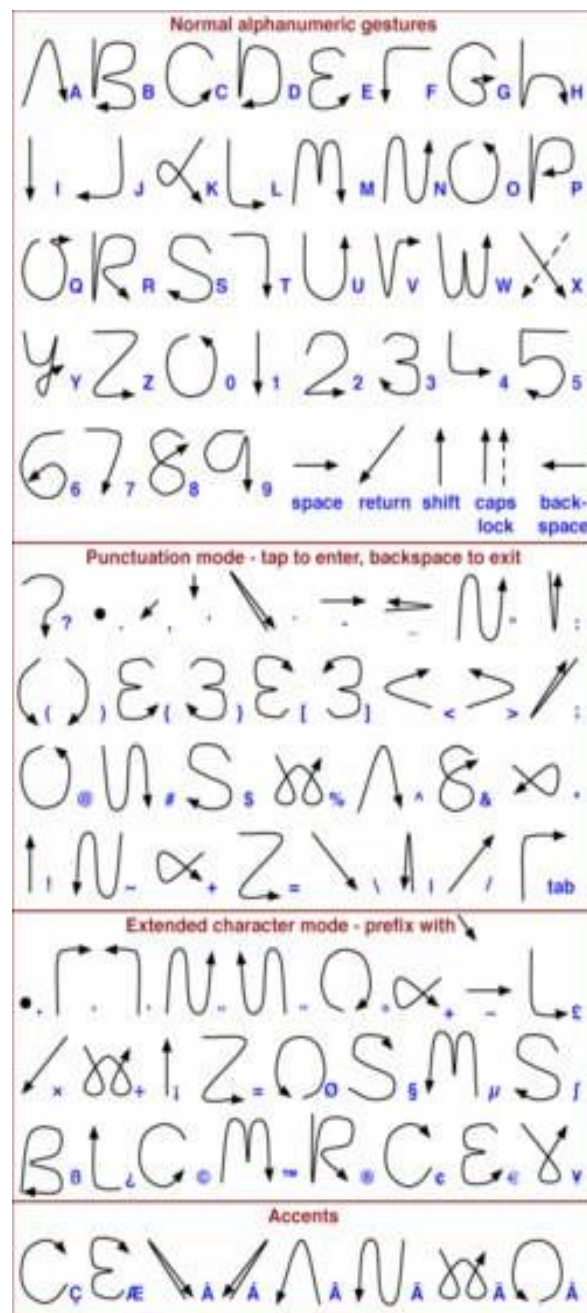 Normal alphanumeric gestures
A B C D E F G H
I J K L M N O P
Q R S T U V W X
Y Z 0 1 2 3 4 5
6 7 8 9 space return shift caps lock back-space
Punctuation mode - tap to enter, backspace to exit
? . , ' - _ " :
( ) { } [ ] < > ;
@ # $ % ^ & *
! ~ + = \ | / tab
Extended character mode - prefix with
+ - £
× ÷ ¡ = Ø § µ ∫
ß ¿ © ™ ® ¢ € ¥
Accents
Ç Æ À Á Â Ã Ä Å